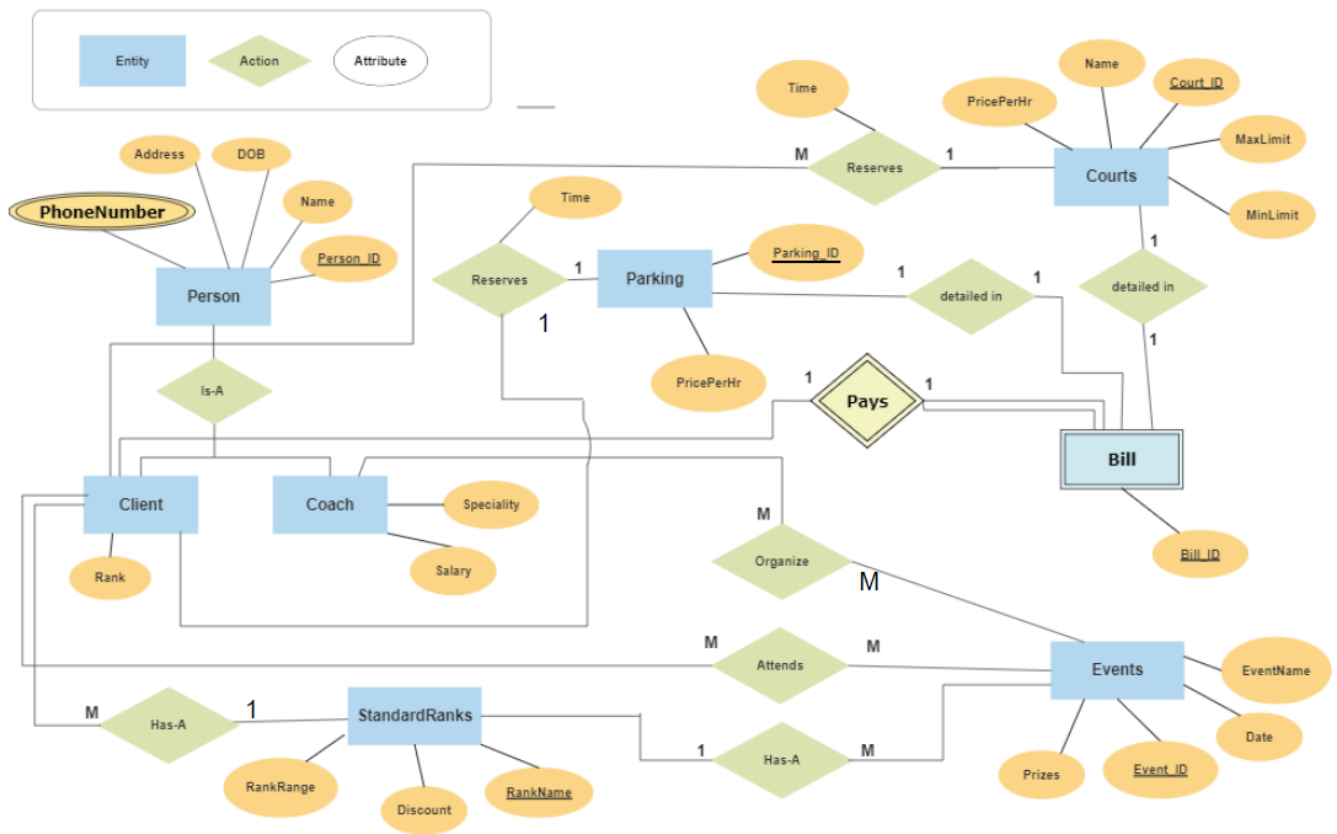 Entity
Action
Attribute
Time
PricePerHr
Name
Court_ID
MaxLimit
MinLimit
M
Reserves
1
Courts
Address
DOB
PhoneNumber
Name
Person_ID
Person
Time
Reserves
1
1
Parking
Parking_ID
PricePerHr
1
detailed in
1
1
detailed in
1
Is-A
1
Pays
1
Bill
Bill_ID
Client
Rank
Coach
Speciality
Salary
M
Organize
M
M
Attends
M
Events
EventName
Date
Event_ID
Prizes
M
Has-A
1
StandardRanks
RankRange
Discount
RankName
1
Has-A
M